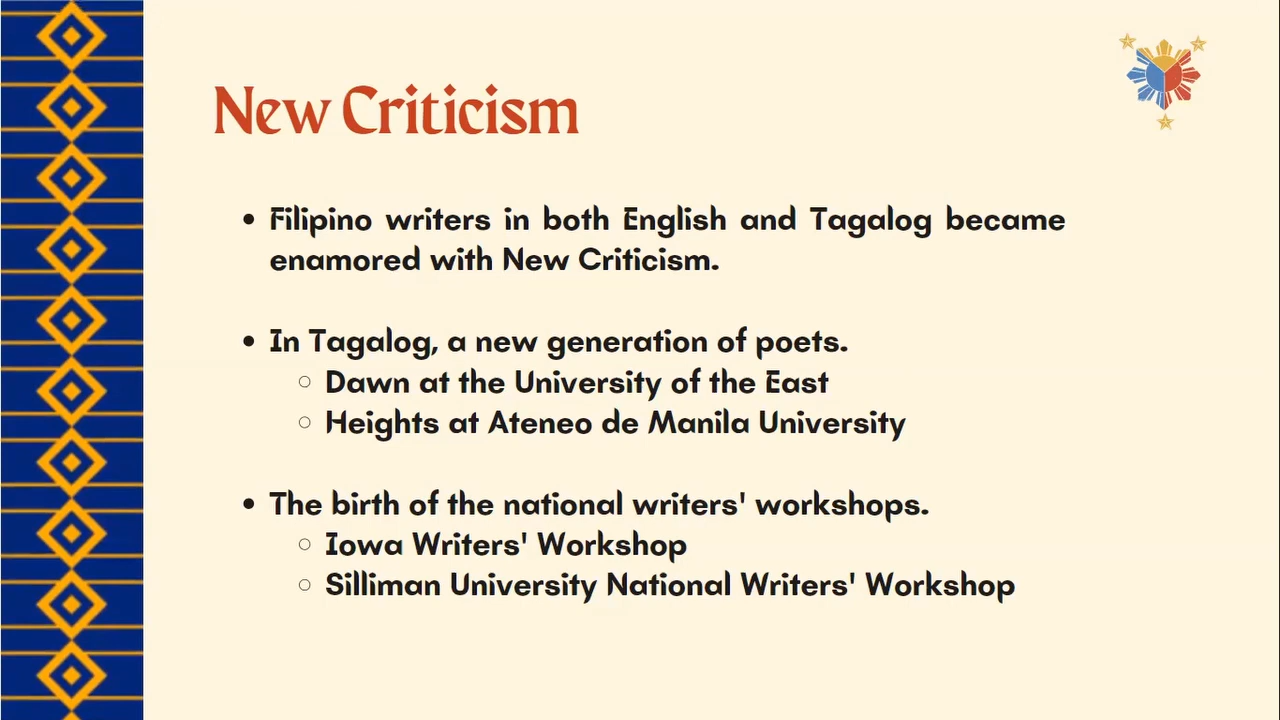 New Criticism
• Filipino writers in both English and Tagalog became
enamored with New Criticism.
• In Tagalog, a new generation of poets.
○ Dawn at the University of the East
○ Heights at Ateneo de Manila University
• The birth of the national writers' workshops.
○ Iowa Writers' Workshop
○ Silliman University National Writers' Workshop